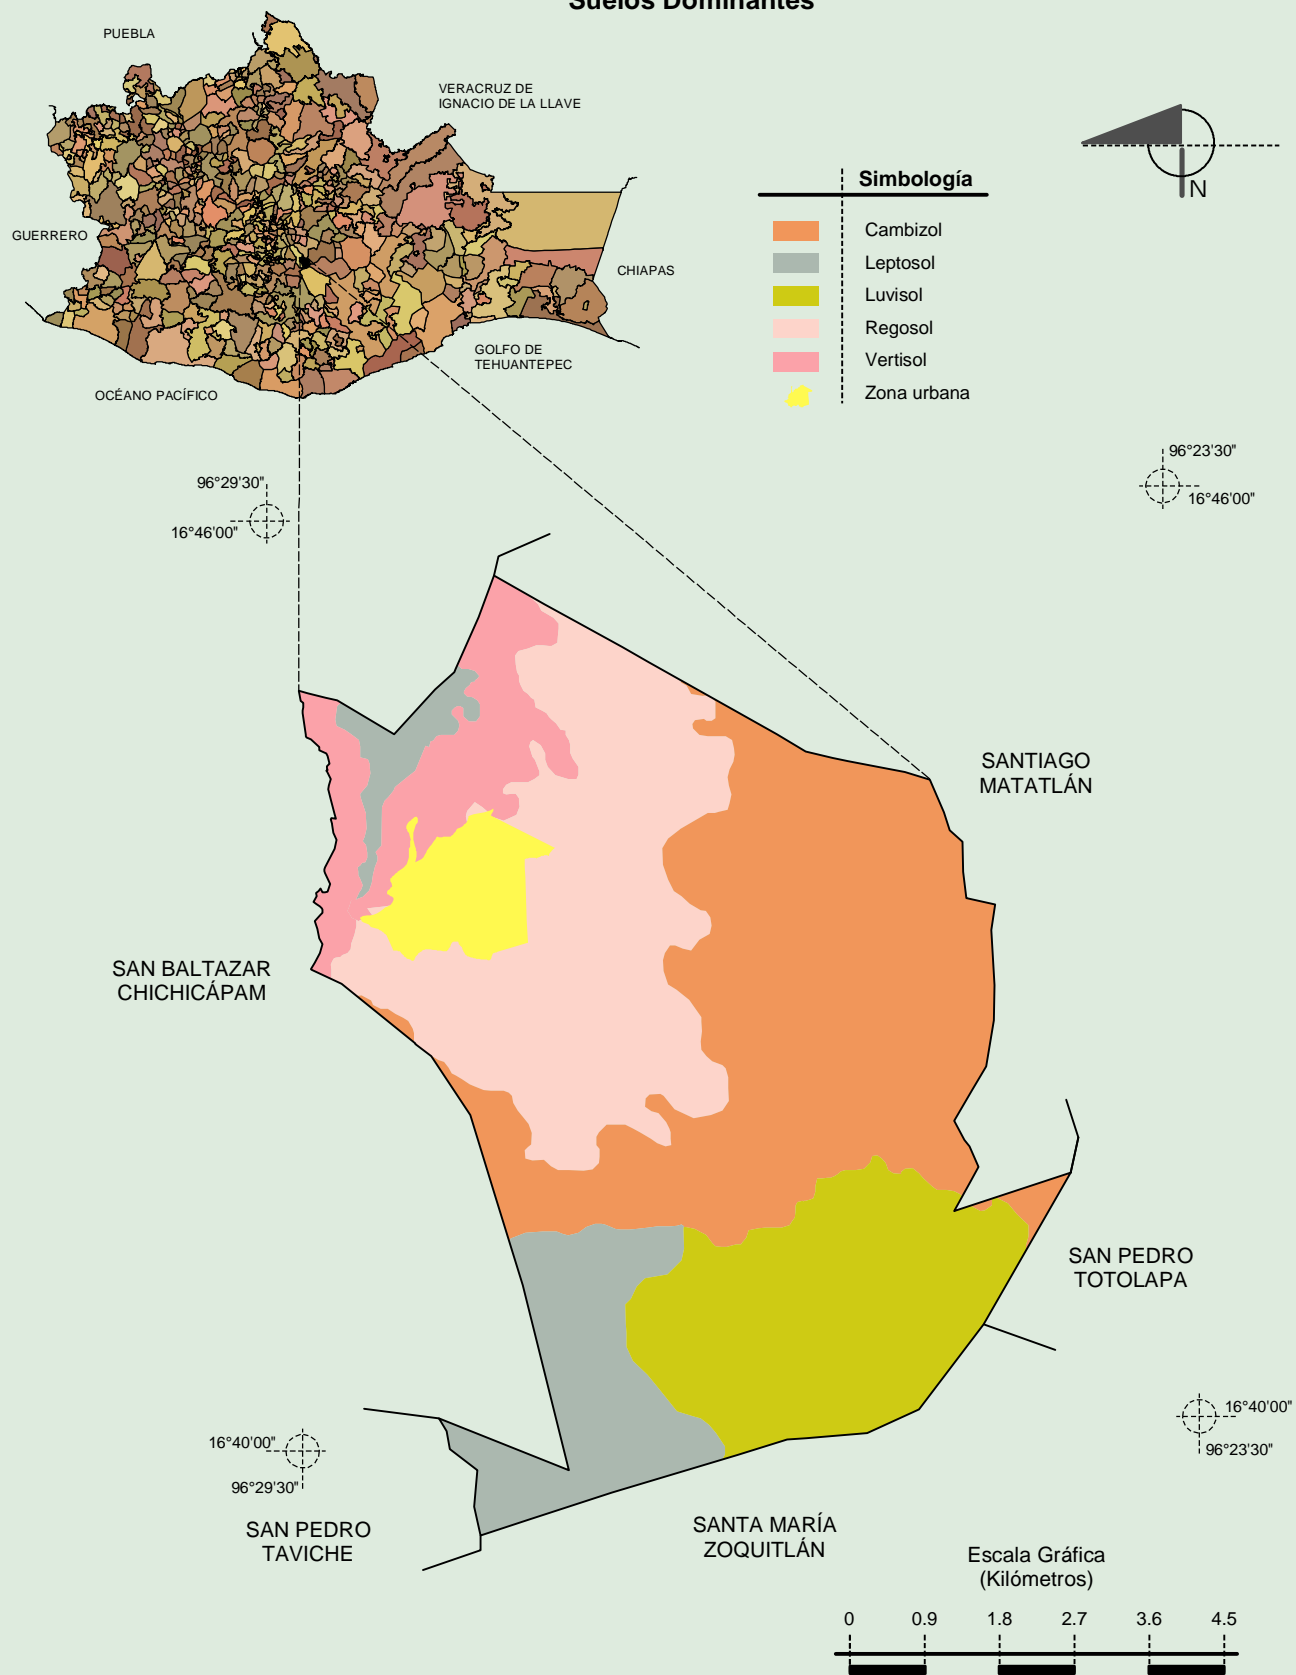 Suelos Dominantes
PUEBLA
VERACRUZ DE
IGNACIO DE LA LLAVE
GUERRERO
CHIAPAS
GOLFO DE
TEHUANTEPEC
OCÉANO PACÍFICO
N
Simbología
Cambizol
Leptosol
Luvisol
Regosol
Vertisol
Zona urbana
96°29'30"
16°46'00"
96°23'30"
16°46'00"
SANTIAGO
MATATLÁN
SAN BALTAZAR
CHICHICÁPAM
SAN PEDRO
TOTOLAPA
16°40'00"
96°29'30"
16°40'00"
96°23'30"
SAN PEDRO
TAVICHE
SANTA MARÍA
ZOQUITLÁN
Escala Gráfica
(Kilómetros)
0 0.9 1.8 2.7 3.6 4.5